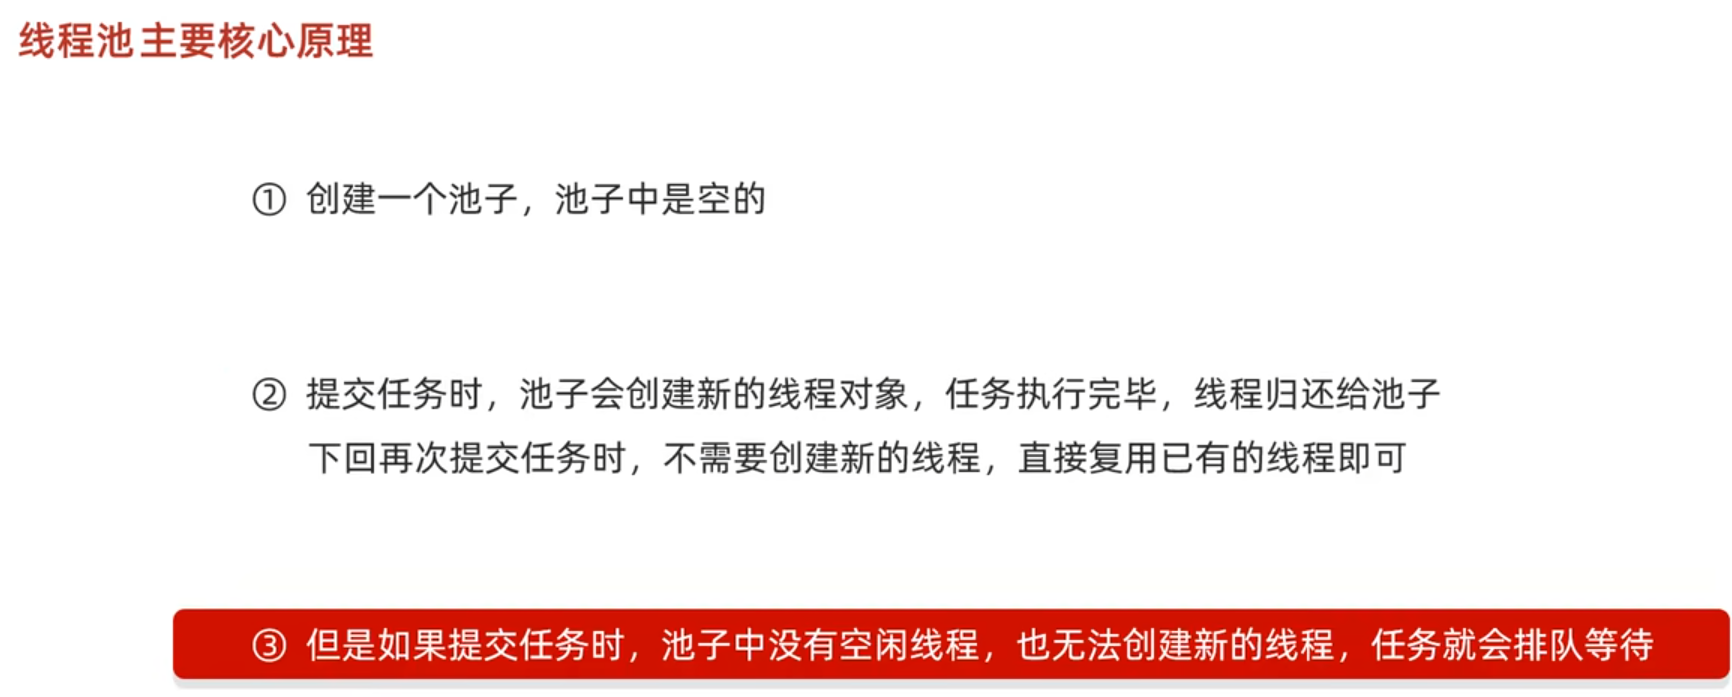 线程池主要核心原理
① 创建一个池子，池子中是空的
② 提交任务时，池子会创建新的线程对象，任务执行完毕，线程归还给池子
下回再次提交任务时，不需要创建新的线程，直接复用已有的线程即可
③ 但是如果提交任务时，池子中没有空闲线程，也无法创建新的线程，任务就会排队等待